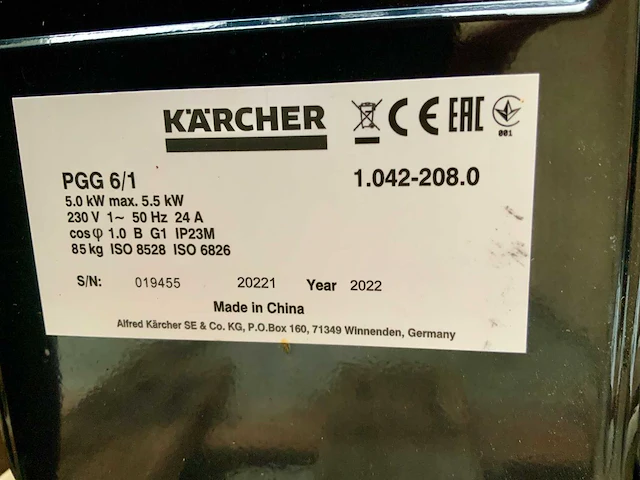 KÄRCHER
CE EAC
001
PGG 6/1 1.042-208.0
5.0 kW max. 5.5 kW
230 V 1~ 50 Hz 24 A
cos φ 1.0 B G1 IP23M
85 kg ISO 8528 ISO 6826
S/N: 019455 20221 Year 2022
Made in China
Alfred Kärcher SE & Co. KG, P.O.Box 160, 71349 Winnenden, Germany